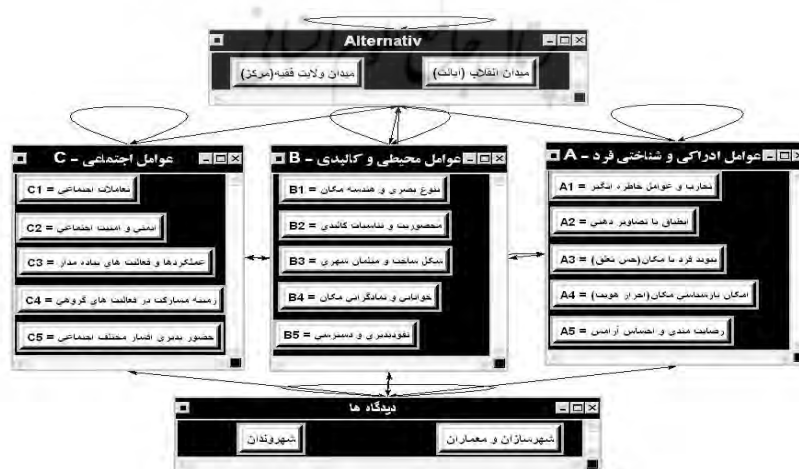 Alternativ
میدان انقلاب (ایالت)
میدان ولایت فقیه(مرکز)
A - عوامل ادراکی و شناختی فرد
A1 = تجارب و عوامل خاطره انگیز
A2 = انطباق با تصاویر ذهنی
A3 = پیوند فرد با مکان(حس تعلق)
A4 = امکان بازشناسی مکان(احراز هویت)
A5 = رضایت مندی و احساس آرامش
B - عوامل محیطی و کالبدی
B1 = تنوع بصری و هندسه مکان
B2 = محصوریت و تناسبات کالبدی
B3 = شکل ساخت و مبلمان شهری
B4 = خوانایی و نمادگرایی مکان
B5 = نفوذپذیری و دسترسی
C - عوامل اجتماعی
C1 = تعاملات اجتماعی
C2 = ایمنی و امنیت اجتماعی
C3 = عملکردها و فعالیت های پیاده مدار
C4 = زمینه مشارکت در فعالیت های گروهی
C5 = حضور پذیری اقشار مختلف اجتماعی
دیدگاه ها
شهرسازان و معماران
شهروندان